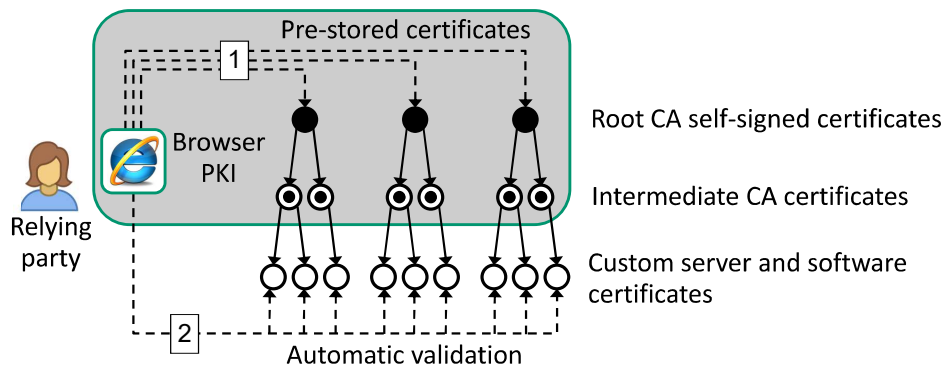 Pre-stored certificates
1
Root CA self-signed certificates
Browser
PKI
Intermediate CA certificates
Relying
party
Custom server and software
certificates
2
Automatic validation